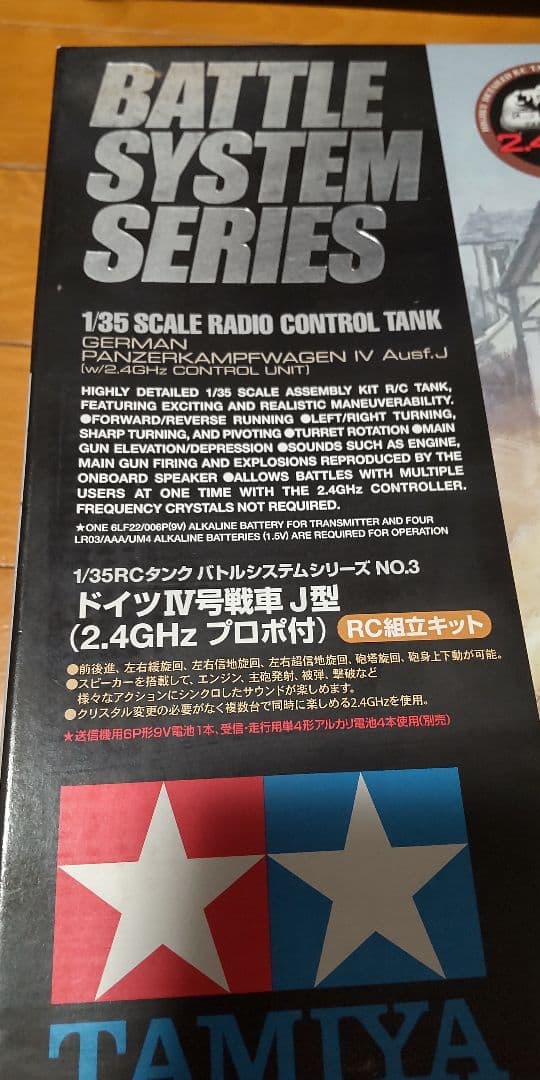 BATTLE
SYSTEM
SERIES
2.4
1/35 SCALE RADIO CONTROL TANK
GERMAN
PANZERKAMPFWAGEN IV Ausf.J
(w/2.4GHz CONTROL UNIT)
HIGHLY DETAILED 1/35 SCALE ASSEMBLY KIT R/C TANK,
FEATURING EXCITING AND REALISTIC MANEUVERABILITY.
●FORWARD/REVERSE RUNNING ●LEFT/RIGHT TURNING,
SHARP TURNING, AND PIVOTING ●TURRET ROTATION ●MAIN
GUN ELEVATION/DEPRESSION ●SOUNDS SUCH AS ENGINE,
MAIN GUN FIRING AND EXPLOSIONS REPRODUCED BY THE
ONBOARD SPEAKER ●ALLOWS BATTLES WITH MULTIPLE
USERS AT ONE TIME WITH THE 2.4GHz CONTROLLER.
FREQUENCY CRYSTALS NOT REQUIRED.
★ONE 6LF22/006P(9V) ALKALINE BATTERY FOR TRANSMITTER AND FOUR
LR03/AAA/UM4 ALKALINE BATTERIES (1.5V) ARE REQUIRED FOR OPERATION
1/35RCタンク バトルシステムシリーズ NO.3
ドイツⅣ号戦車 J型
(2.4GHz プロポ付) RC組立キット
●前後進、左右緩旋回、左右信地旋回、左右超信地旋回、砲塔旋回、砲身上下動が可能。
●スピーカーを搭載して、エンジン、主砲発射、被弾、撃破など
様々なアクションにシンクロしたサウンドが楽しめます。
●クリスタル変更の必要がなく複数台で同時に楽しめる2.4GHzを使用。
★送信機用6P形9V電池1本、受信・走行用単4形アルカリ電池4本使用(別売)
TAMIYA